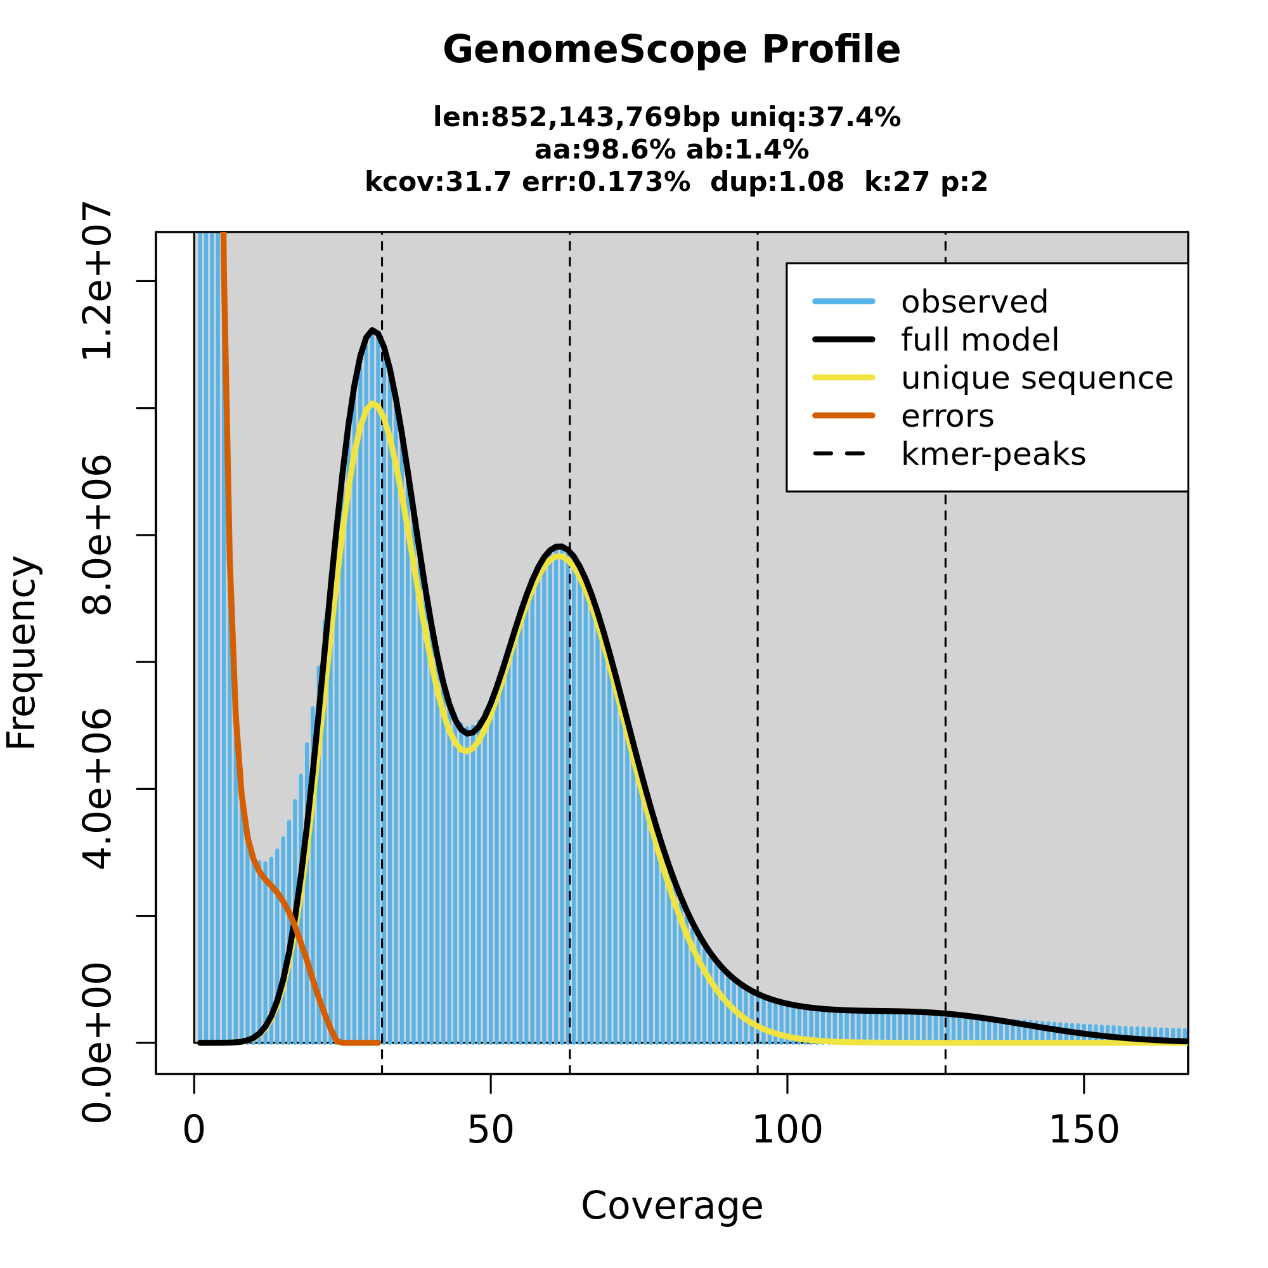 GenomeScope Profile
len:852,143,769bp uniq:37.4%
aa:98.6% ab:1.4%
kcov:31.7 err:0.173%  dup:1.08  k:27 p:2
observed
full model
unique sequence
errors
kmer-peaks
Frequency
1.2e+07
8.0e+06
4.0e+06
0.0e+00
0 50 100 150
Coverage